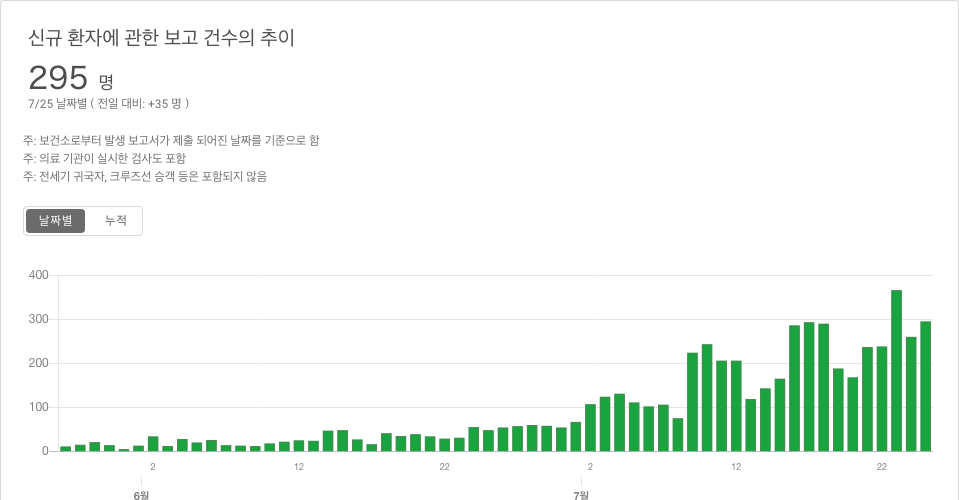 신규 환자에 관한 보고 건수의 추이
295 명
7/25 날짜별 ( 전일 대비: +35 명 )
주: 보건소로부터 발생 보고서가 제출 되어진 날짜를 기준으로 함
주: 의료 기관이 실시한 검사도 포함
주: 전세기 귀국자, 크루즈선 승객 등은 포함되지 않음
날짜별 누적
400
300
200
100
0
2 12 22 2 12 22
6월 7월